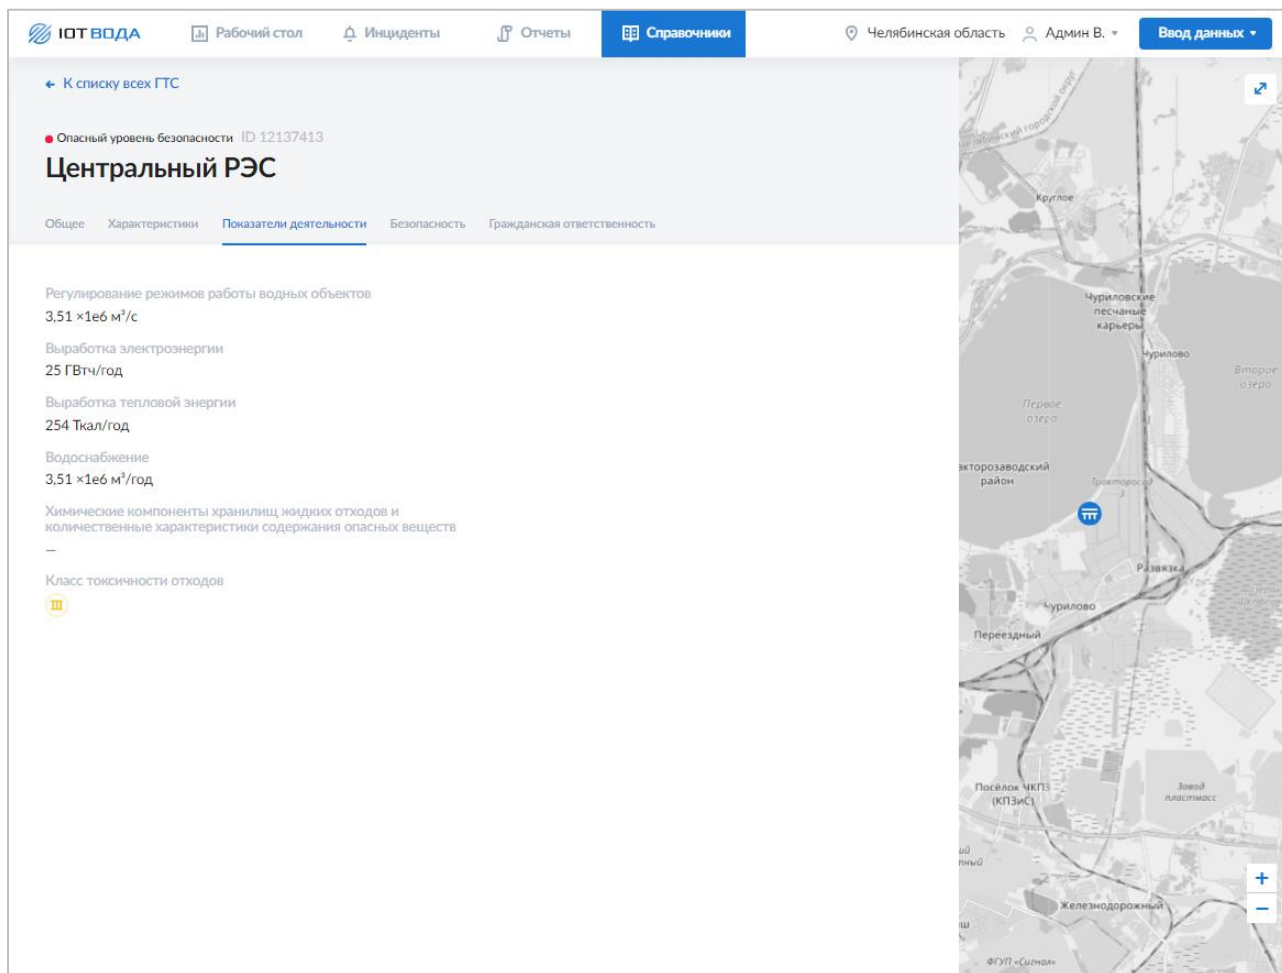 IOT ВОДА
Рабочий стол
Инциденты
Отчеты
Справочники
Челябинская область
Админ В.
Ввод данных
К списку всех ГТС
Опасный уровень безопасности ID 12137413
Центральный РЭС
Общее
Характеристики
Показатели деятельности
Безопасность
Гражданская ответственность
Регулирование режимов работы водных объектов
3,51 ×1e6 м³/с
Выработка электроэнергии
25 ГВтч/год
Выработка тепловой энергии
254 Ткал/год
Водоснабжение
3,51 ×1e6 м³/год
Химические компоненты хранилищ жидких отходов и
количественные характеристики содержания опасных веществ
—
Класс токсичности отходов
III
Круглое
Чуриловские
песчаные
карьеры
Чурилово
Второе
озеро
Первое
озеро
акторозаводский
район
Тракторосад
3
Развязка
Чурилово
Переездный
Посёлок ЧКПЗ
(КПЗиС)
Завод
пластмасс
+
−
Железнодорожный
ФГУП «Сигнал»